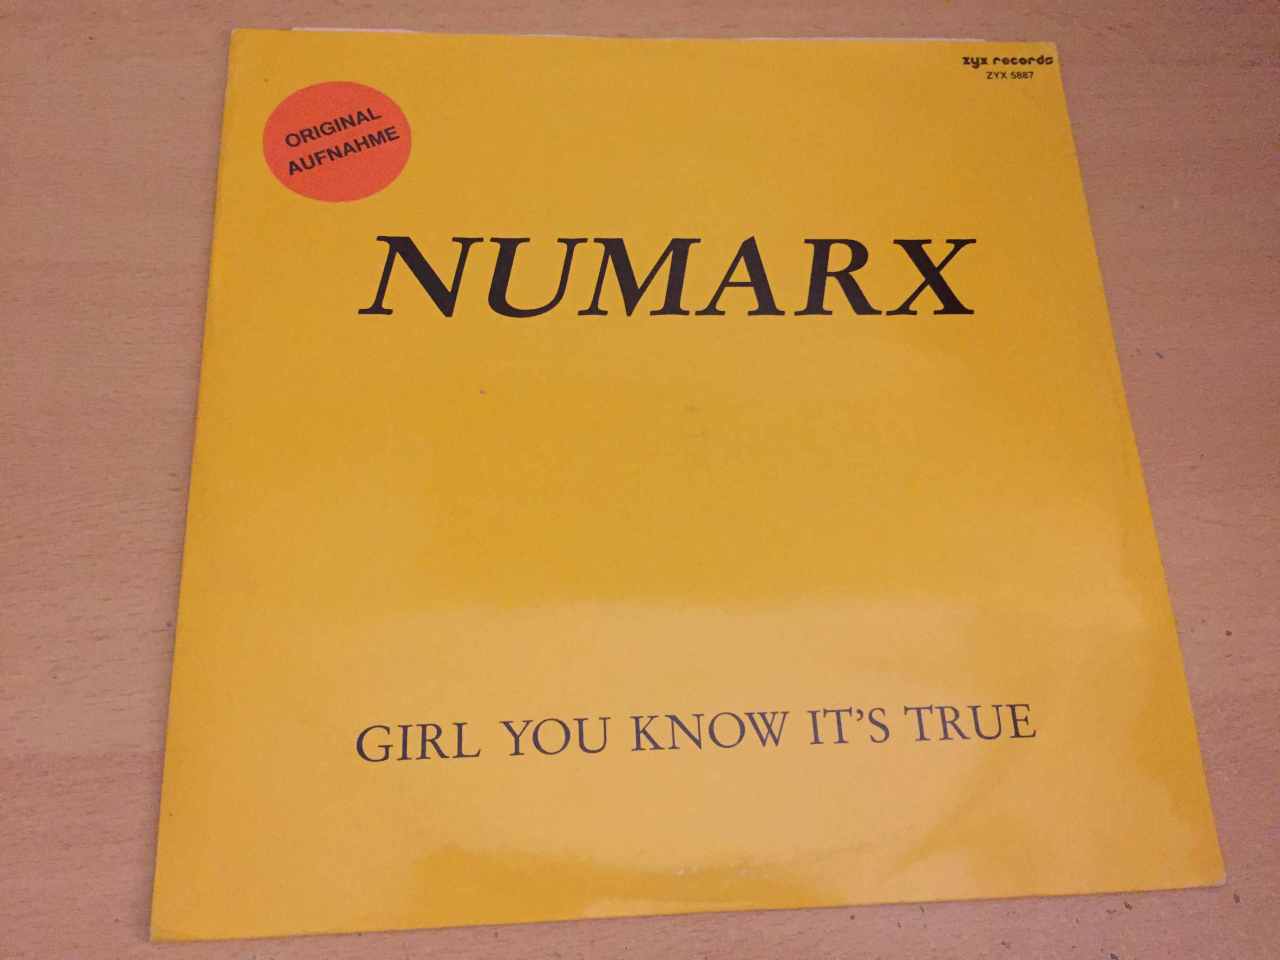 zyx records
ZYX 5887
ORIGINAL
AUFNAHME
NUMARX
GIRL YOU KNOW IT'S TRUE